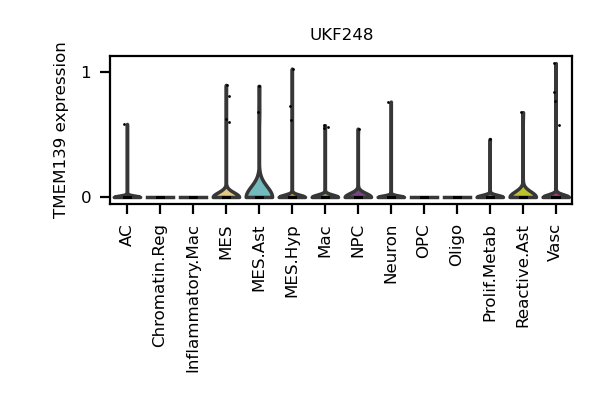 UKF248
TMEM139 expression
1
0
AC
Chromatin.Reg
Inflammatory.Mac
MES
MES.Ast
MES.Hyp
Mac
NPC
Neuron
OPC
Oligo
Prolif.Metab
Reactive.Ast
Vasc